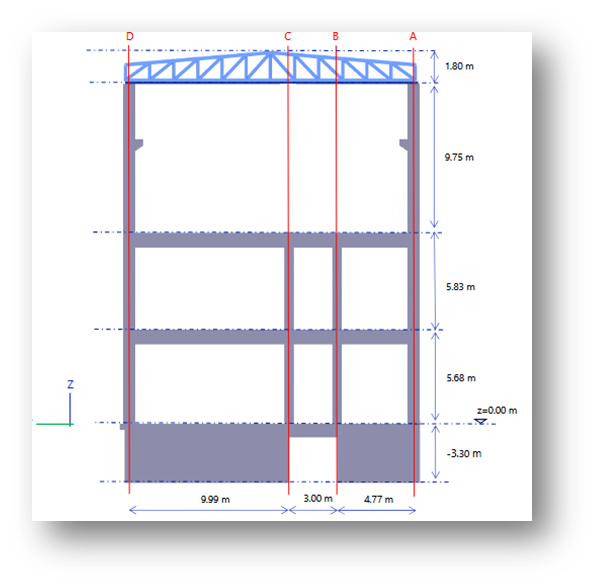 D C B A
1.80 m
9.75 m
5.83 m
5.68 m
Z
z=0.00 m
-3.30 m
9.99 m 3.00 m 4.77 m